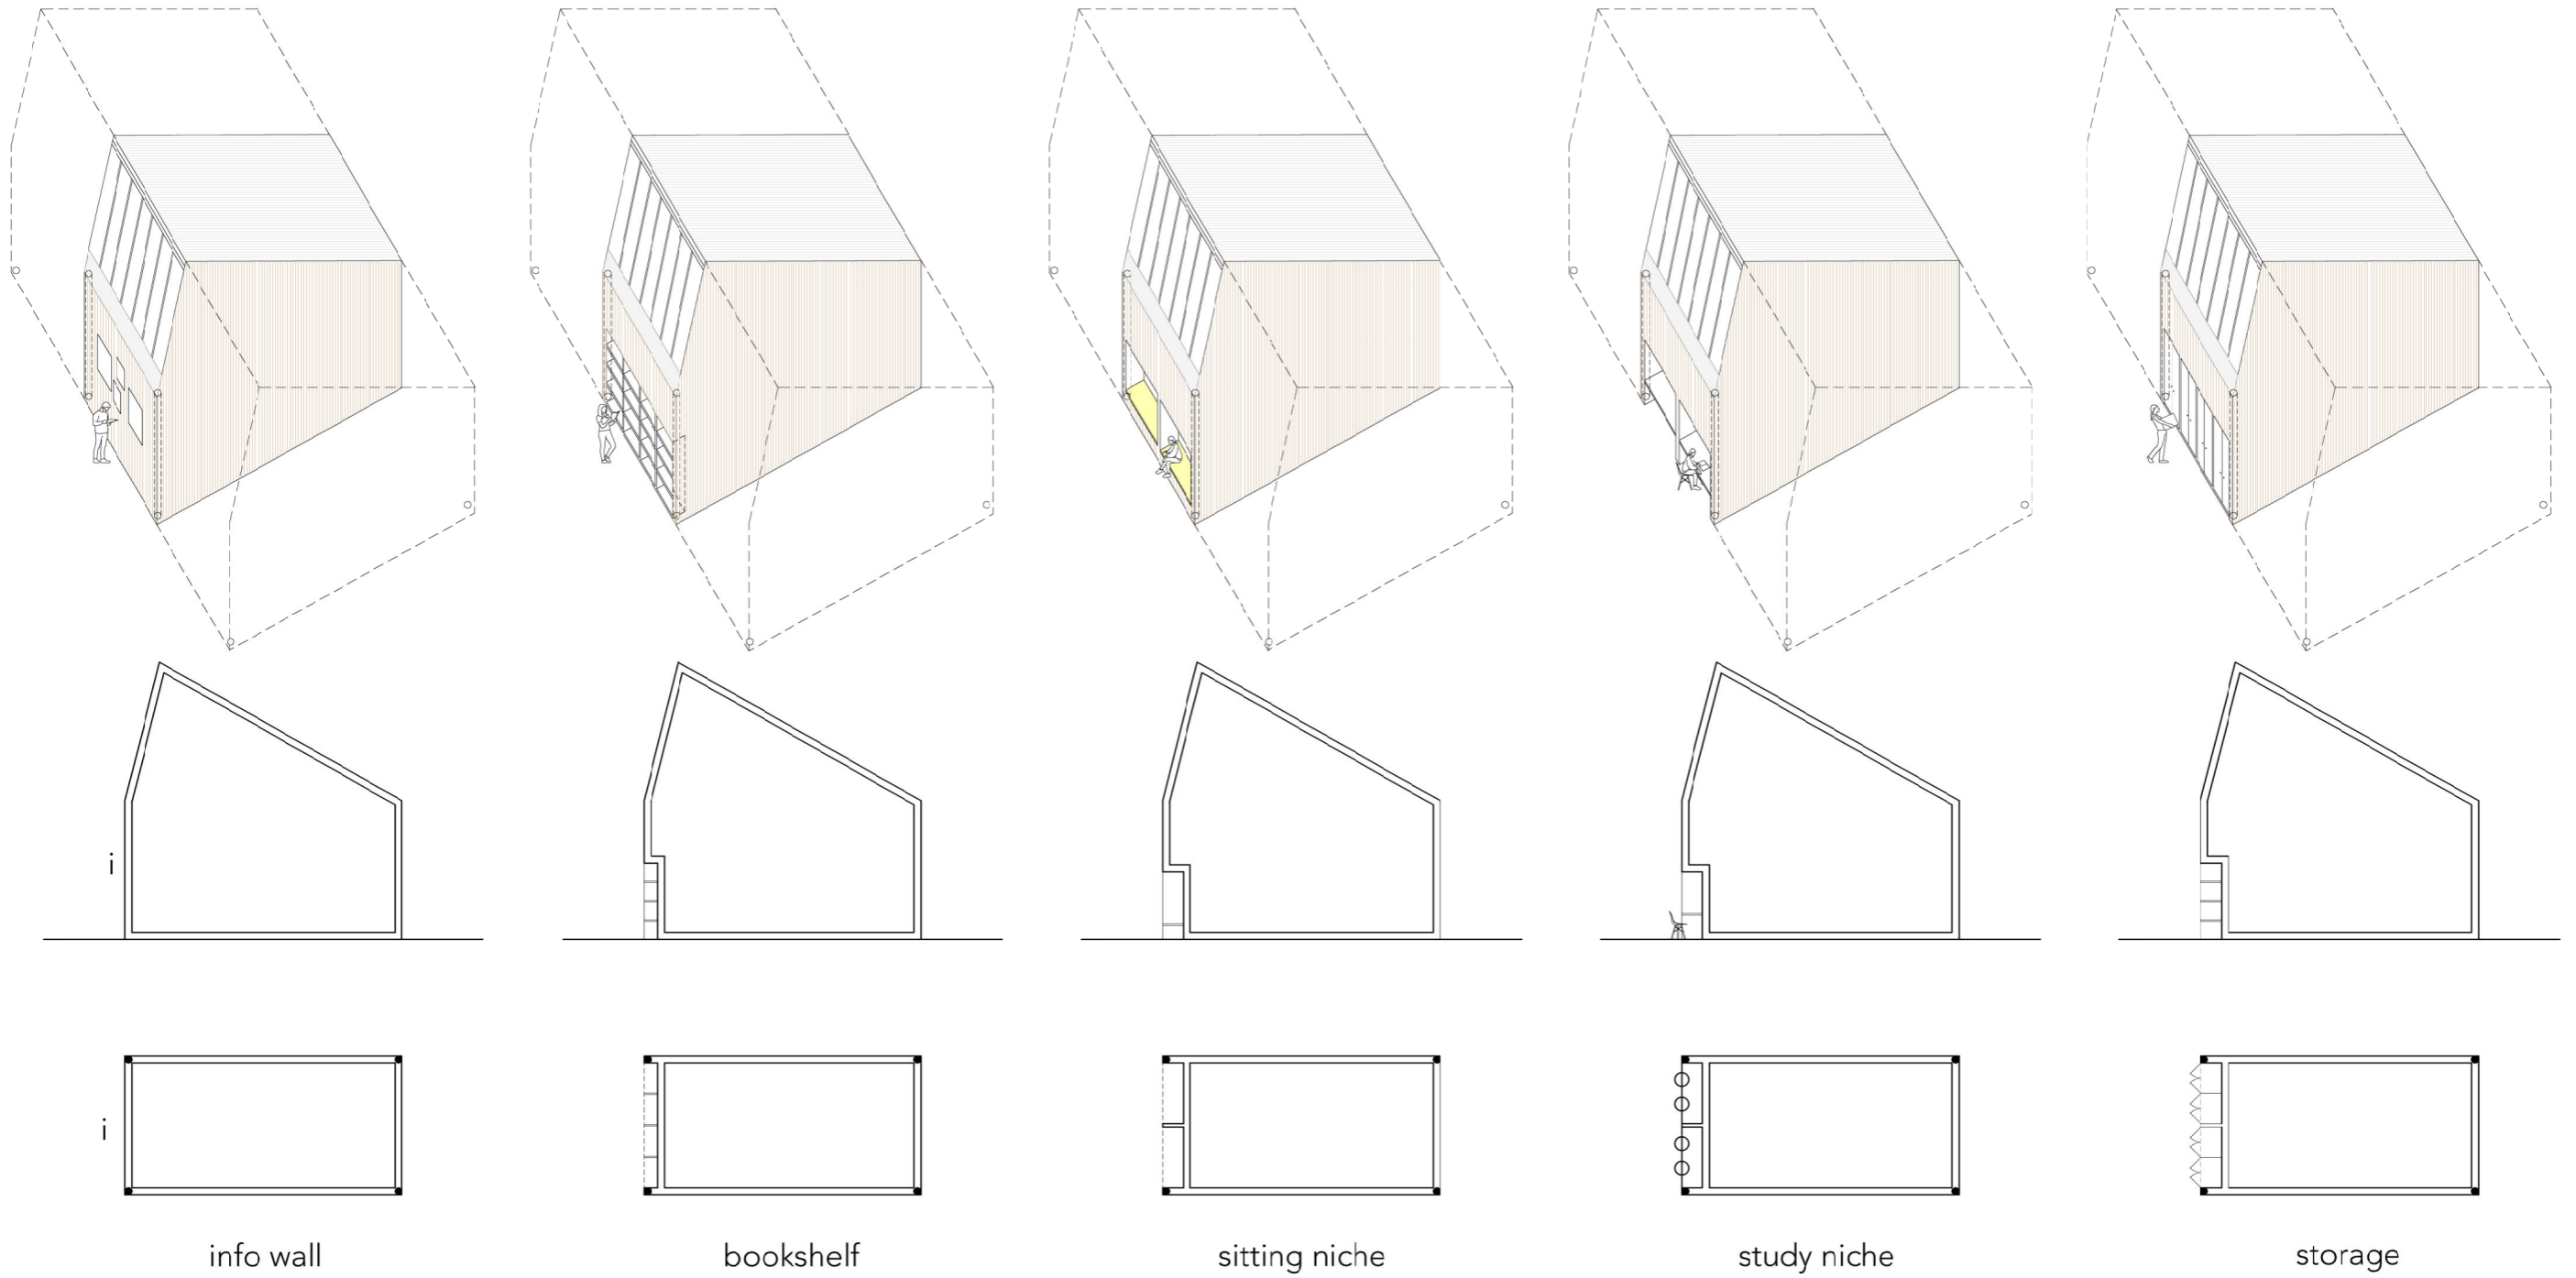 i
i
info wall
bookshelf
sitting niche
study niche
storage